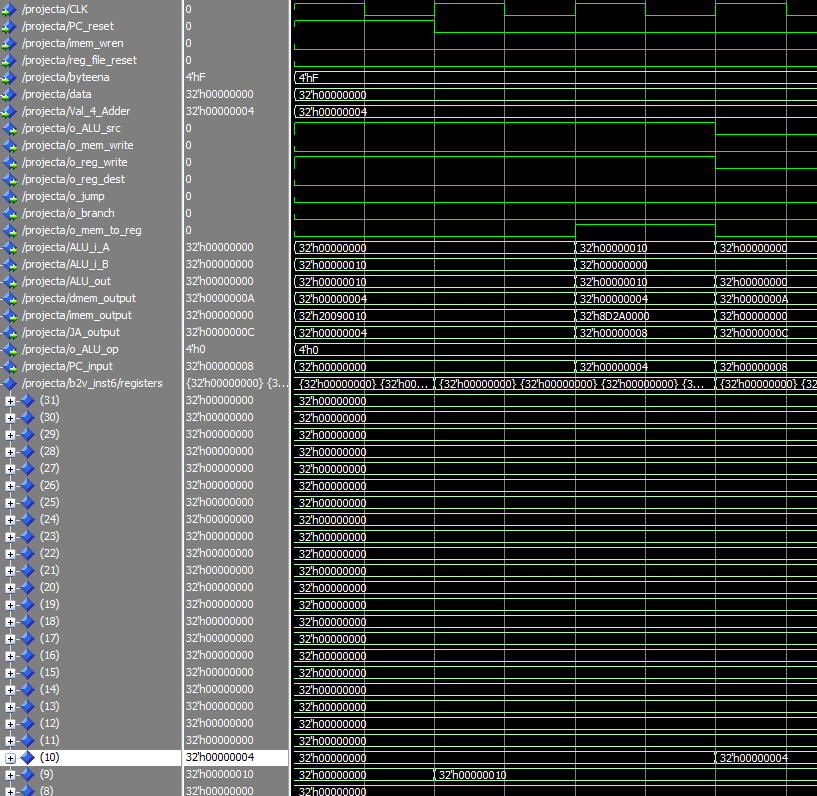 /projecta/CLK 0
/projecta/PC_reset 0
/projecta/imem_wren 0
/projecta/reg_file_reset 0
/projecta/byteena 4'hF 4'hF
/projecta/data 32'h00000000 32'h00000000
/projecta/Val_4_Adder 32'h00000004 32'h00000004
/projecta/o_ALU_src 0
/projecta/o_mem_write 0
/projecta/o_reg_write 0
/projecta/o_reg_dest 0
/projecta/o_jump 0
/projecta/o_branch 0
/projecta/o_mem_to_reg 0
/projecta/ALU_i_A 32'h00000000 32'h00000000 32'h00000010 32'h00000000
/projecta/ALU_i_B 32'h00000000 32'h00000010 32'h00000000
/projecta/ALU_out 32'h00000000 32'h00000010 32'h00000010 32'h00000000
/projecta/dmem_output 32'h0000000A 32'h00000004 32'h00000004 32'h0000000A
/projecta/imem_output 32'h00000000 32'h20090010 32'h8D2A0000 32'h00000000
/projecta/JA_output 32'h0000000C 32'h00000004 32'h00000008 32'h0000000C
/projecta/o_ALU_op 4'h0 4'h0
/projecta/PC_input 32'h00000008 32'h00000000 32'h00000004 32'h00000008
/projecta/b2v_inst6/registers {32'h00000000} {3... {32'h00000000} {32'h00... {32'h00000000} {32'h00000000} {32'h00000000} {3... {32'h00000000} {32
(31) 32'h00000000 32'h00000000
(30) 32'h00000000 32'h00000000
(29) 32'h00000000 32'h00000000
(28) 32'h00000000 32'h00000000
(27) 32'h00000000 32'h00000000
(26) 32'h00000000 32'h00000000
(25) 32'h00000000 32'h00000000
(24) 32'h00000000 32'h00000000
(23) 32'h00000000 32'h00000000
(22) 32'h00000000 32'h00000000
(21) 32'h00000000 32'h00000000
(20) 32'h00000000 32'h00000000
(19) 32'h00000000 32'h00000000
(18) 32'h00000000 32'h00000000
(17) 32'h00000000 32'h00000000
(16) 32'h00000000 32'h00000000
(15) 32'h00000000 32'h00000000
(14) 32'h00000000 32'h00000000
(13) 32'h00000000 32'h00000000
(12) 32'h00000000 32'h00000000
(11) 32'h00000000 32'h00000000
(10) 32'h00000004 32'h00000000 32'h00000004
(9) 32'h00000010 32'h00000000 32'h00000010
(8) 32'h00000000 32'h00000000